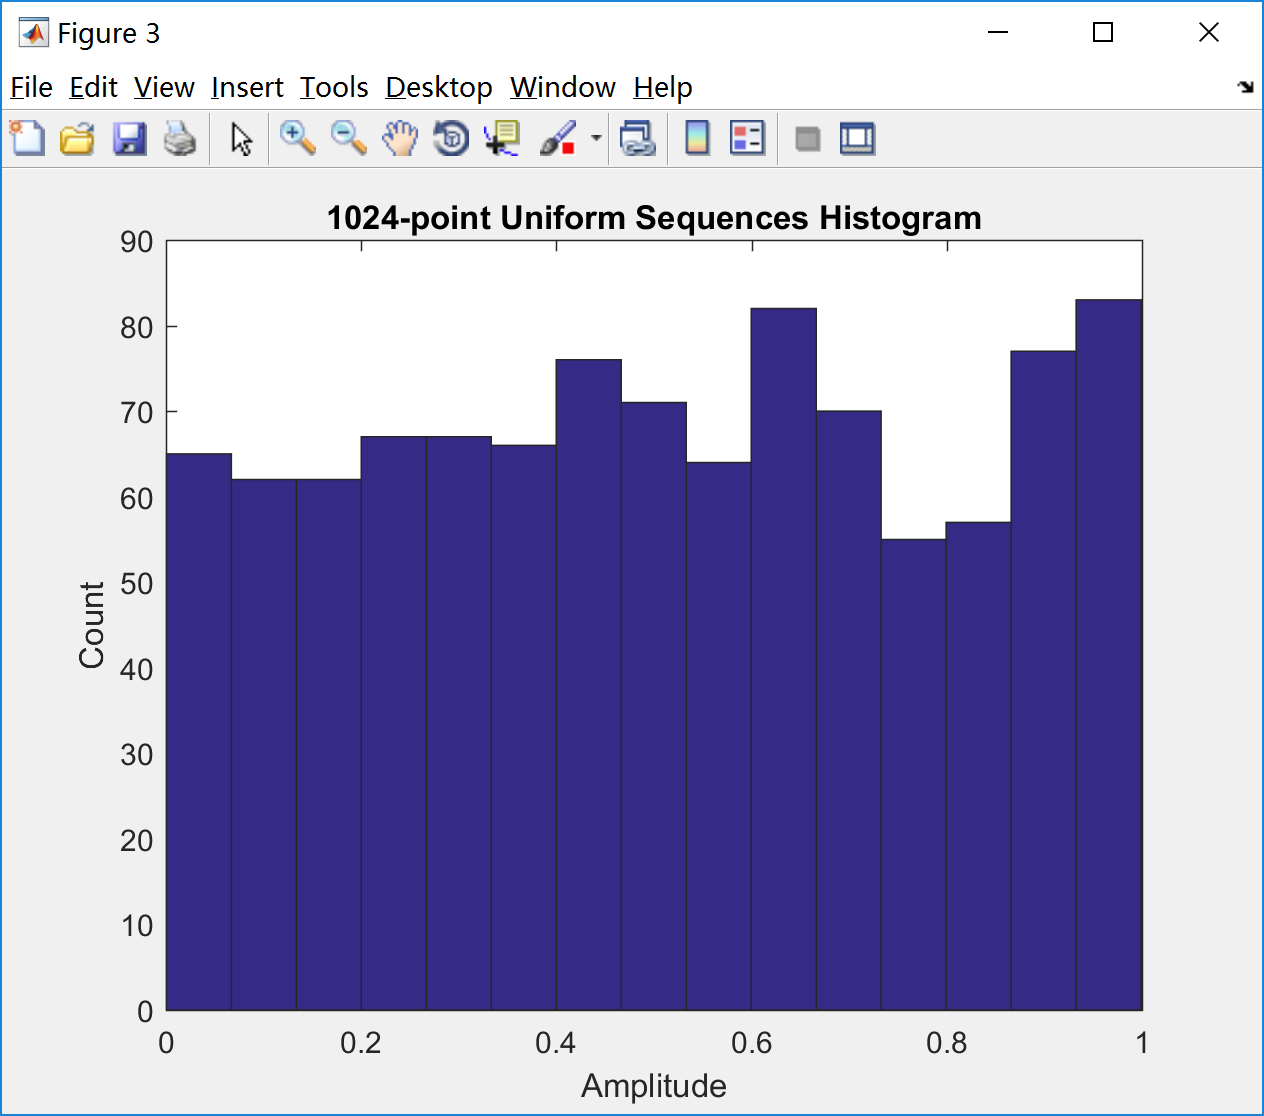 Figure 3
File Edit View Insert Tools Desktop Window Help
1024-point Uniform Sequences Histogram
90
80
70
60
50
40
30
20
10
0
Count
0 0.2 0.4 0.6 0.8 1
Amplitude